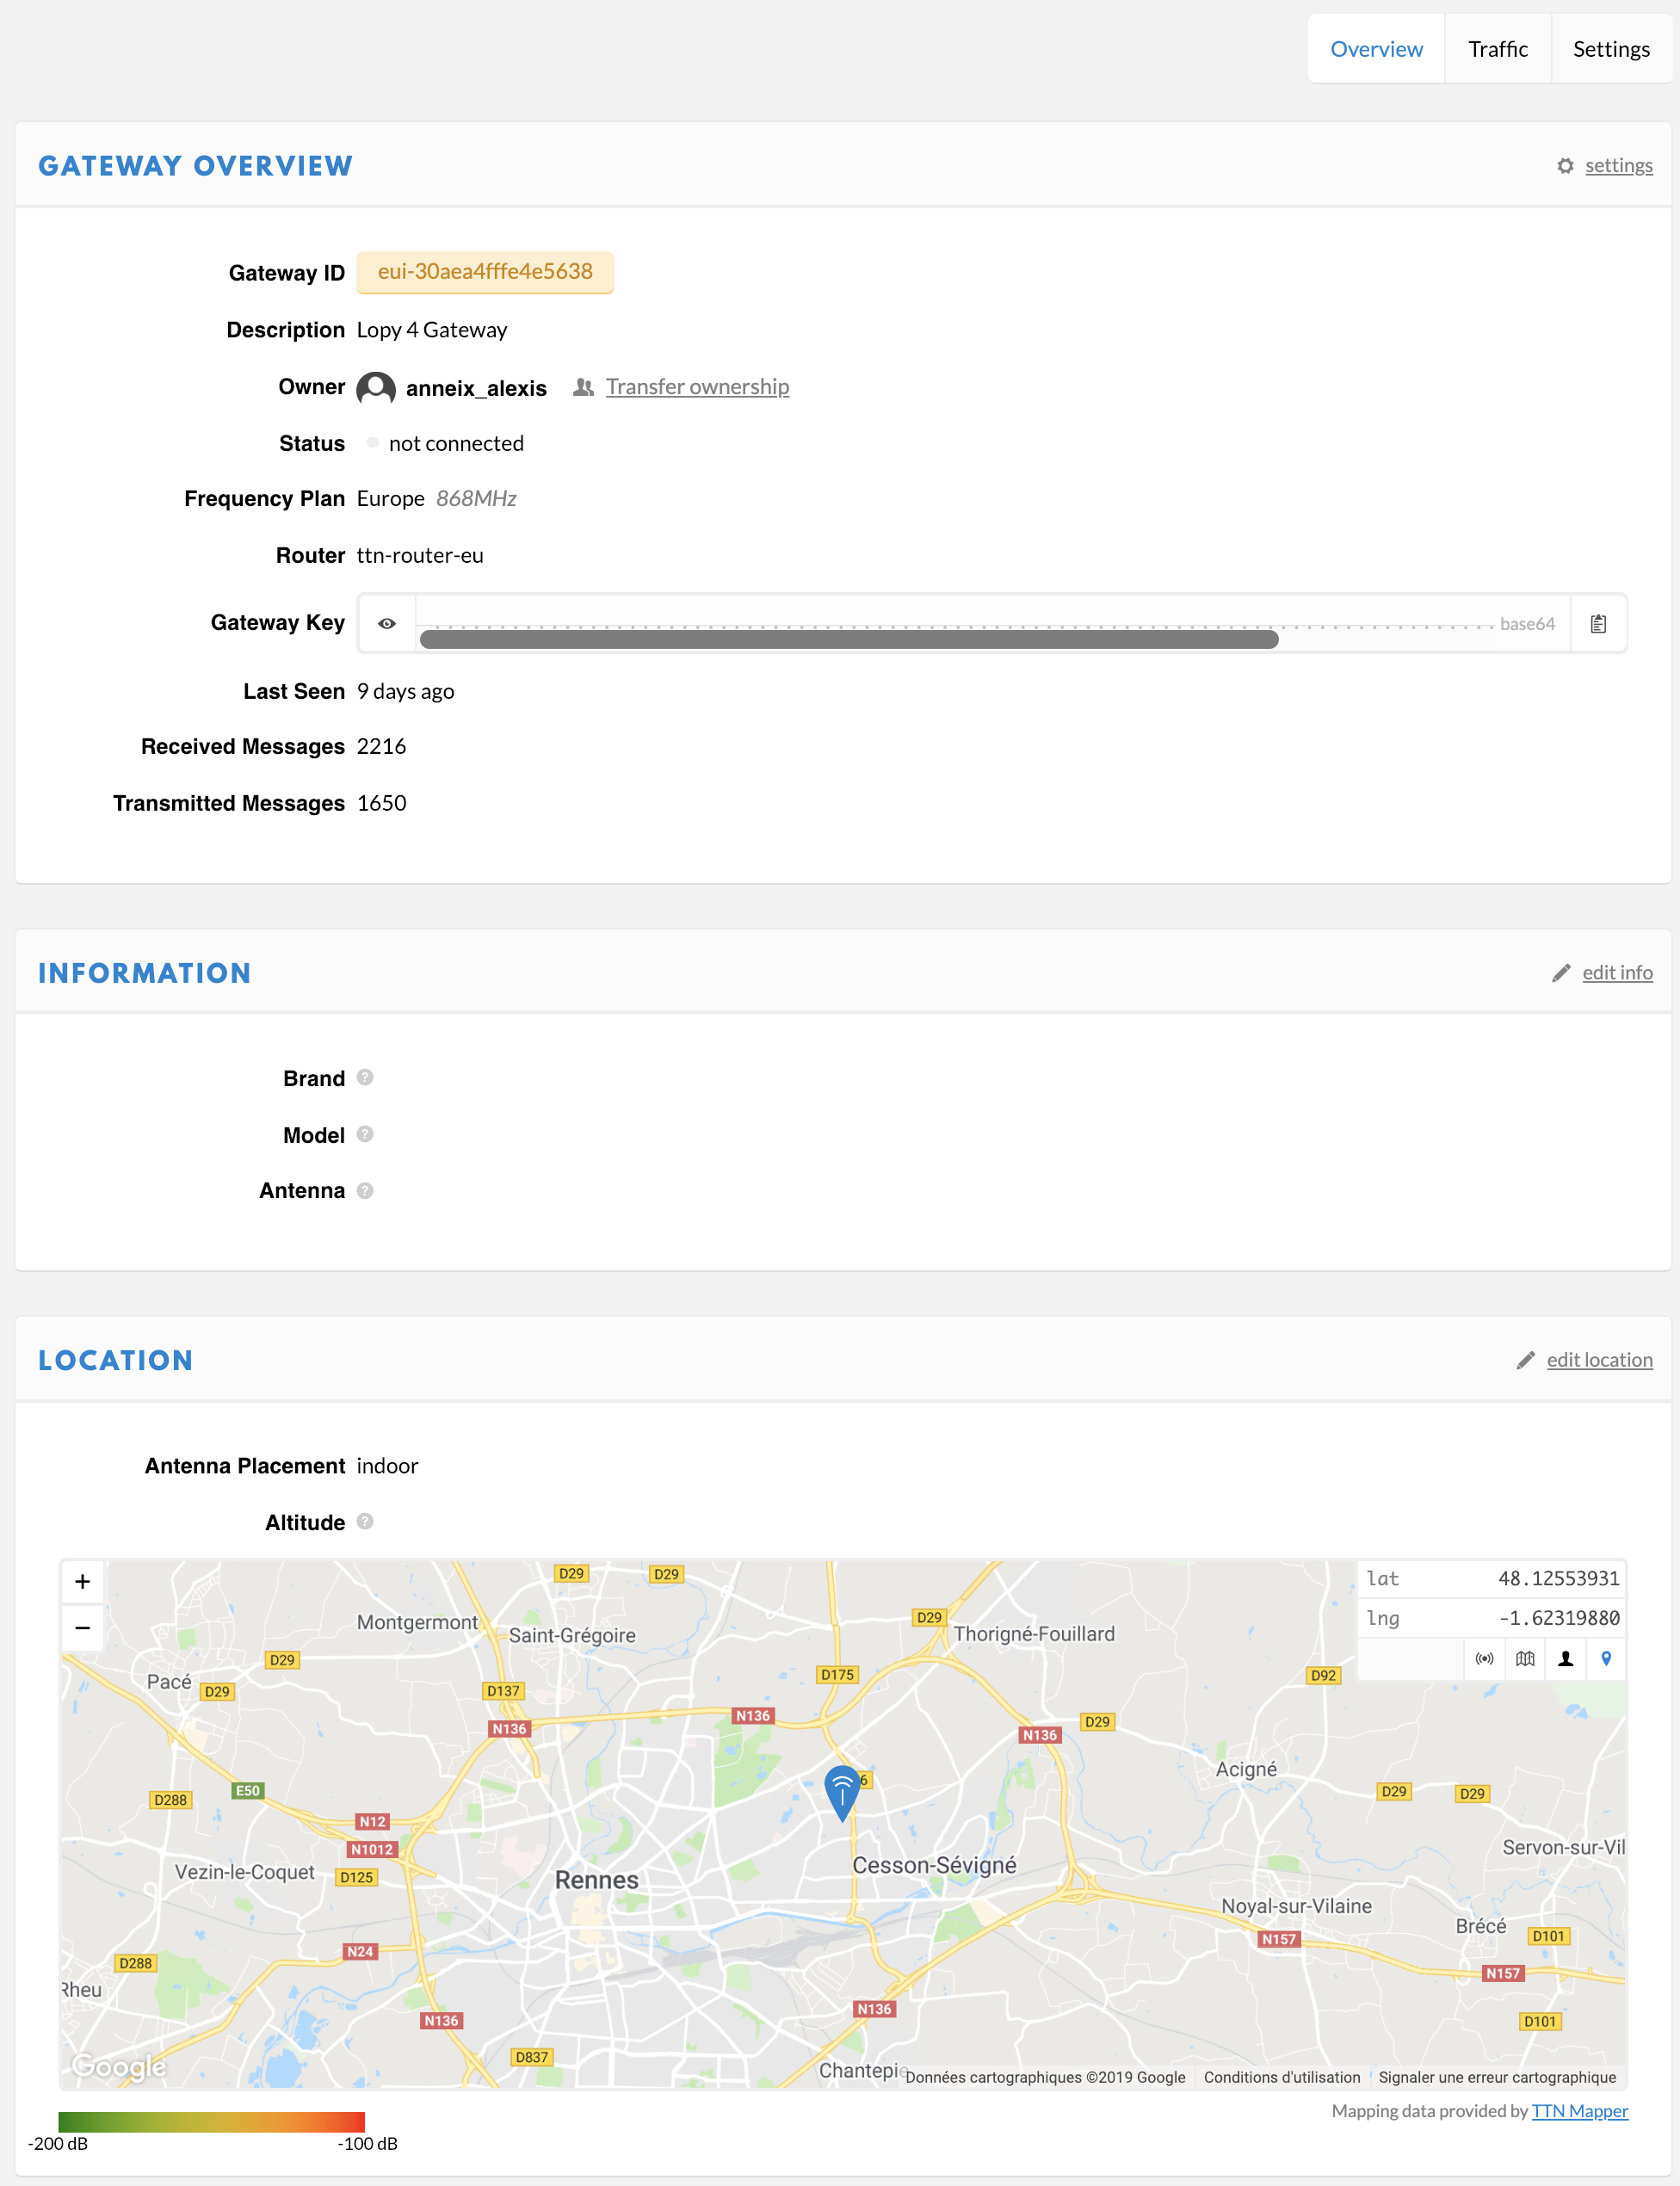 Overview Traffic Settings
GATEWAY OVERVIEW settings
Gateway ID eui-30aea4fffe4e5638
Description Lopy 4 Gateway
Owner anneix_alexis Transfer ownership
Status not connected
Frequency Plan Europe 868MHz
Router ttn-router-eu
Gateway Key base64
Last Seen 9 days ago
Received Messages 2216
Transmitted Messages 1650
INFORMATION edit info
Brand ?
Model ?
Antenna ?
LOCATION edit location
Antenna Placement indoor
Altitude ?
+
−
lat 48.12553931
lng -1.62319880
D29 D29
D29
Montgermont
Saint-Grégoire
Thorigné-Fouillard
D29
Pacé
D29
D137
D175
D92
N136
N136
N136
D29
Acigné
E50
D288
6
D29
D29
N12
N1012
Servon-sur-Vil
Vezin-le-Coquet
D125
Rennes
Cesson-Sévigné
Noyal-sur-Vilaine
Brécé
N157
D101
N24
D288
N157
Rheu
N136
N136
D101
D837
Chantepie
Google
Données cartographiques ©2019 Google Conditions d'utilisation Signaler une erreur cartographique
Mapping data provided by TTN Mapper
-200 dB -100 dB